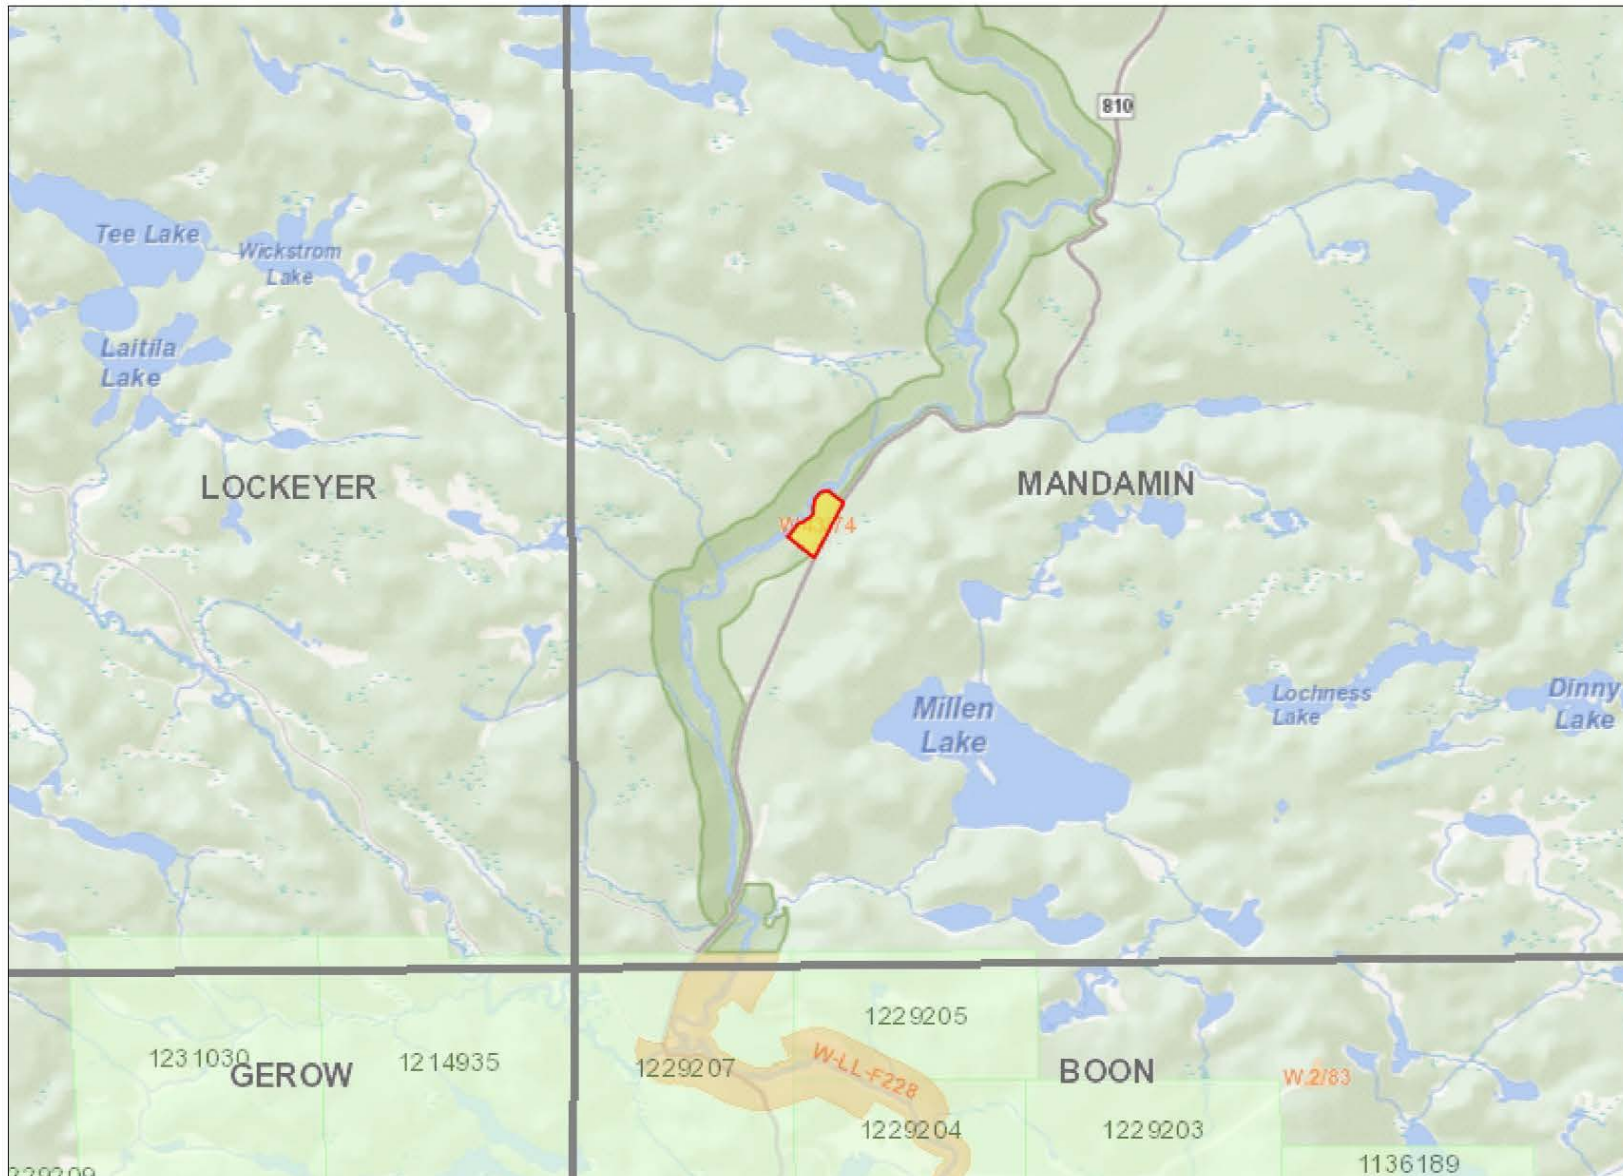 810
Tee Lake
Wickstrom
Lake
Laitila
Lake
LOCKEYER
MANDAMIN
Millen
Lake
Lochness
Lake
Dinny
Lake
1229205
1231030
GEROW
1214935
1229207
W-LL-F228
BOON
W.2/83
1229204
1229203
1136189